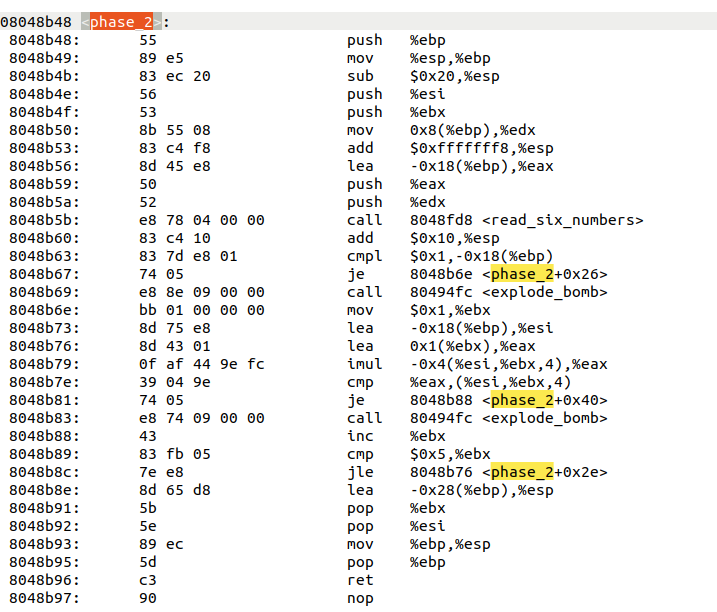 08048b48 <phase_2>:
8048b48: 55 push %ebp
8048b49: 89 e5 mov %esp,%ebp
8048b4b: 83 ec 20 sub $0x20,%esp
8048b4e: 56 push %esi
8048b4f: 53 push %ebx
8048b50: 8b 55 08 mov 0x8(%ebp),%edx
8048b53: 83 c4 f8 add $0xfffffff8,%esp
8048b56: 8d 45 e8 lea -0x18(%ebp),%eax
8048b59: 50 push %eax
8048b5a: 52 push %edx
8048b5b: e8 78 04 00 00 call 8048fd8 <read_six_numbers>
8048b60: 83 c4 10 add $0x10,%esp
8048b63: 83 7d e8 01 cmpl $0x1,-0x18(%ebp)
8048b67: 74 05 je 8048b6e <phase_2+0x26>
8048b69: e8 8e 09 00 00 call 80494fc <explode_bomb>
8048b6e: bb 01 00 00 00 mov $0x1,%ebx
8048b73: 8d 75 e8 lea -0x18(%ebp),%esi
8048b76: 8d 43 01 lea 0x1(%ebx),%eax
8048b79: 0f af 44 9e fc imul -0x4(%esi,%ebx,4),%eax
8048b7e: 39 04 9e cmp %eax,(%esi,%ebx,4)
8048b81: 74 05 je 8048b88 <phase_2+0x40>
8048b83: e8 74 09 00 00 call 80494fc <explode_bomb>
8048b88: 43 inc %ebx
8048b89: 83 fb 05 cmp $0x5,%ebx
8048b8c: 7e e8 jle 8048b76 <phase_2+0x2e>
8048b8e: 8d 65 d8 lea -0x28(%ebp),%esp
8048b91: 5b pop %ebx
8048b92: 5e pop %esi
8048b93: 89 ec mov %ebp,%esp
8048b95: 5d pop %ebp
8048b96: c3 ret
8048b97: 90 nop